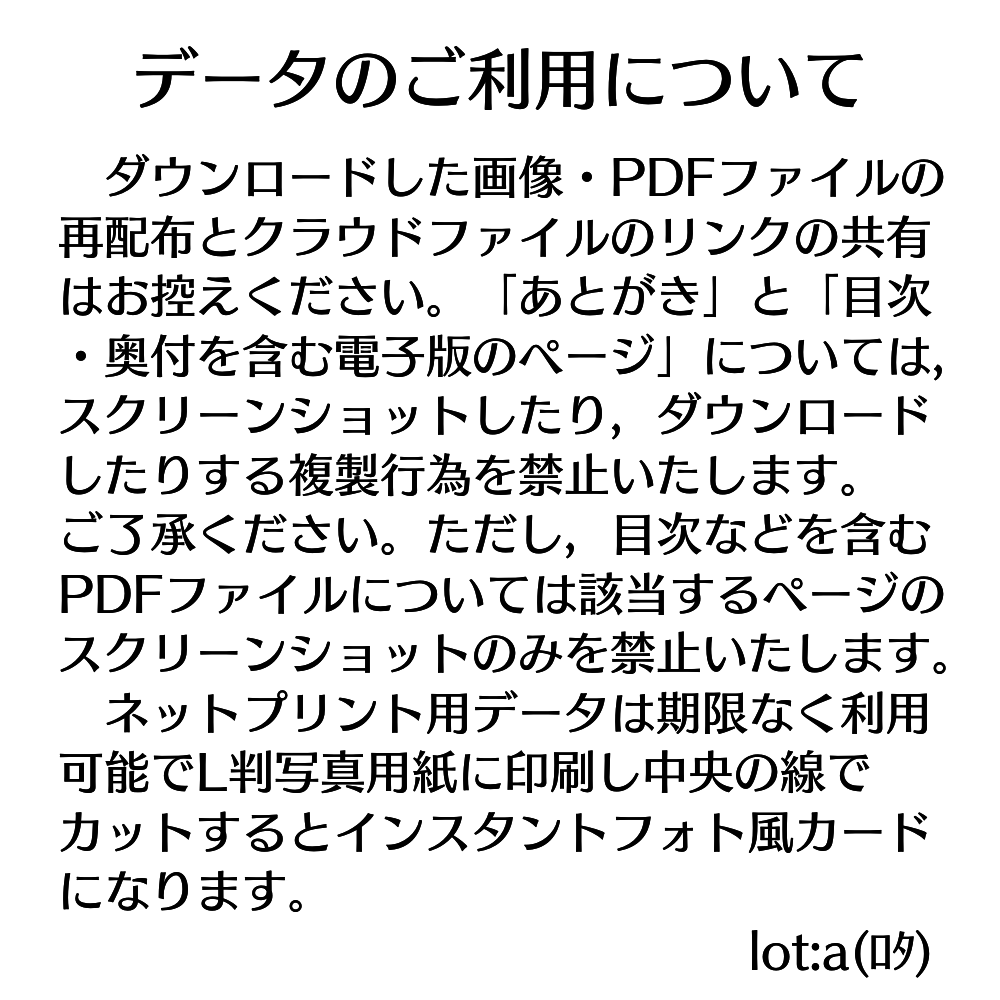 データのご利用について
　ダウンロードした画像・PDFファイルの
再配布とクラウドファイルのリンクの共有
はお控えください。「あとがき」と「目次
・奥付を含む電子版のページ」については,
スクリーンショットしたり，ダウンロード
したりする複製行為を禁止いたします。
ご了承ください。ただし，目次などを含む
PDFファイルについては該当するページの
スクリーンショットのみを禁止いたします。
　ネットプリント用データは期限なく利用
可能でL判写真用紙に印刷し中央の線で
カットするとインスタントフォト風カード
になります。
lot:a(ﾛﾀ)